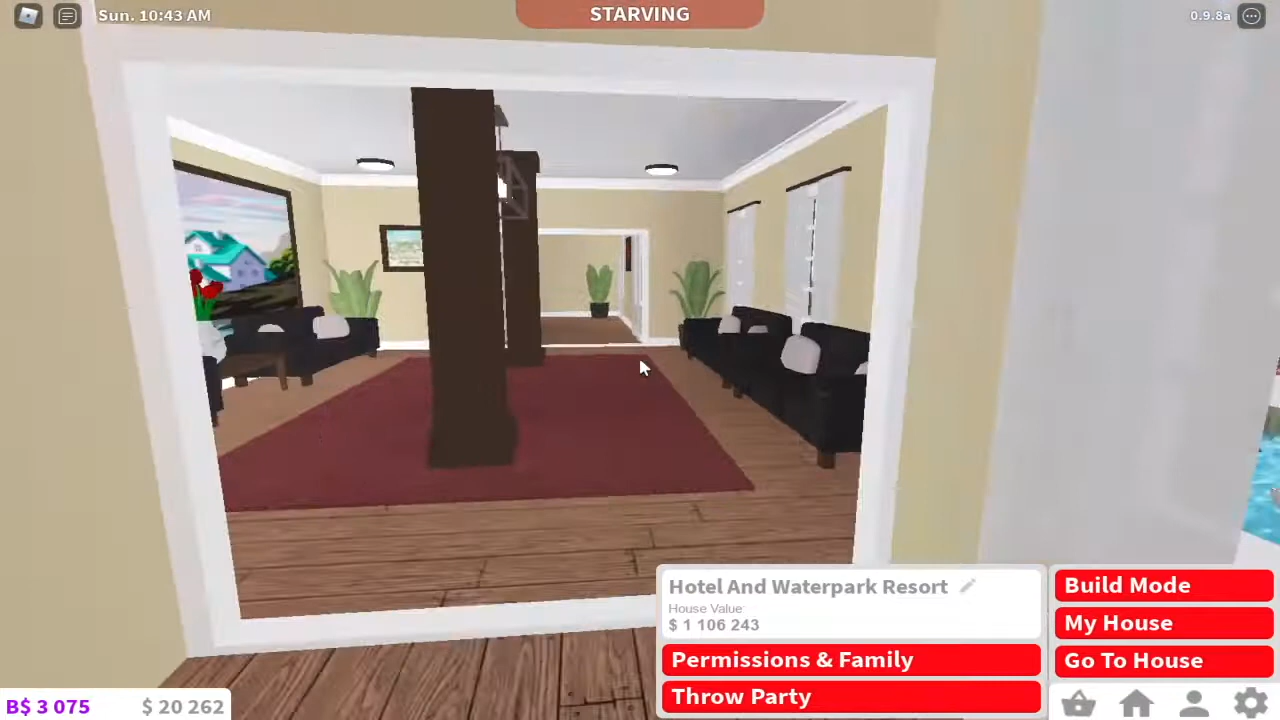 Sun. 10:43 AM
STARVING
0.9.8a
Hotel And Waterpark Resort
House Value:
$ 1 106 243
Permissions & Family
Throw Party
Build Mode
My House
Go To House
B$ 3 075
$ 20 262